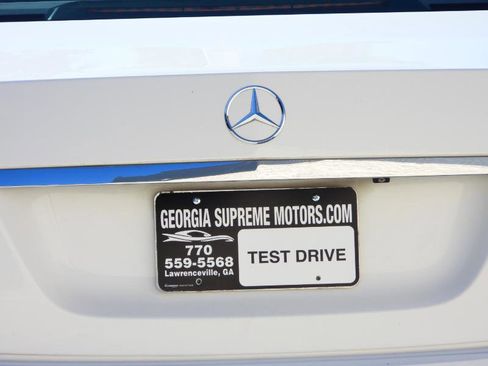 GEORGIA SUPREME MOTORS.COM
770
559-5568
Lawrenceville, GA
TEST DRIVE